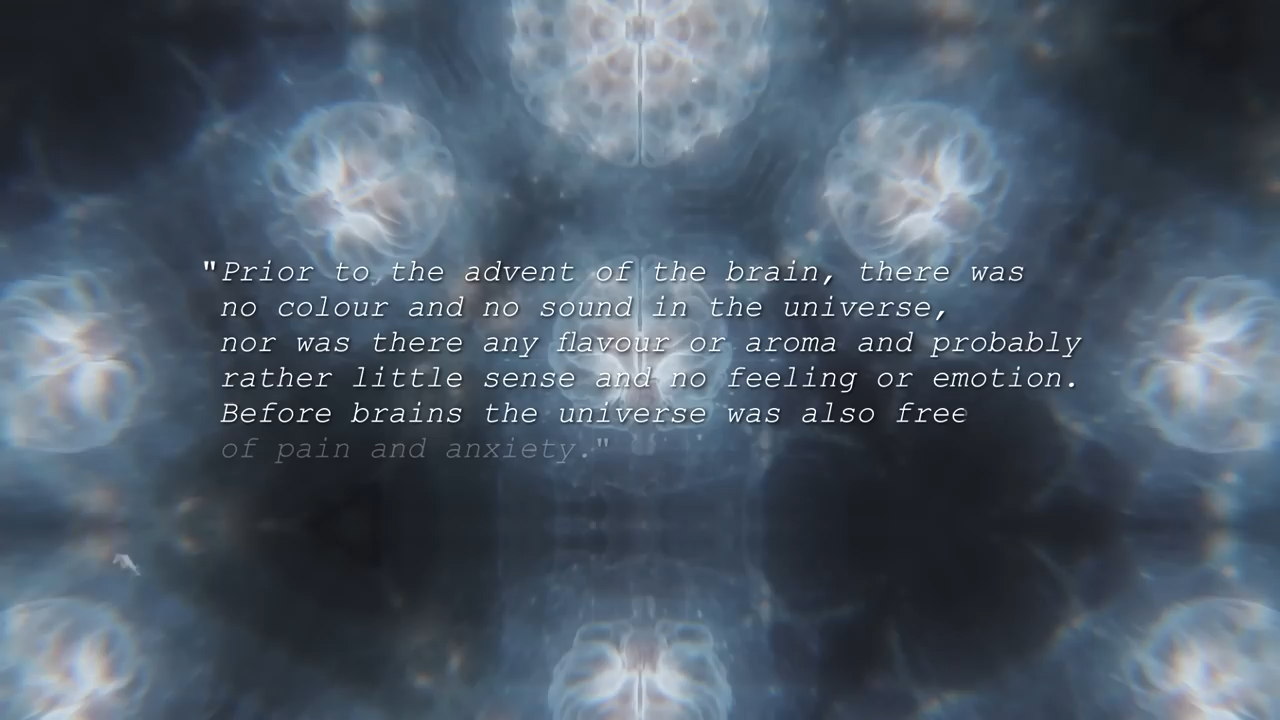 "Prior to the advent of the brain, there was
no colour and no sound in the universe,
nor was there any flavour or aroma and probably
rather little sense and no feeling or emotion.
Before brains the universe was also free
of pain and anxiety."